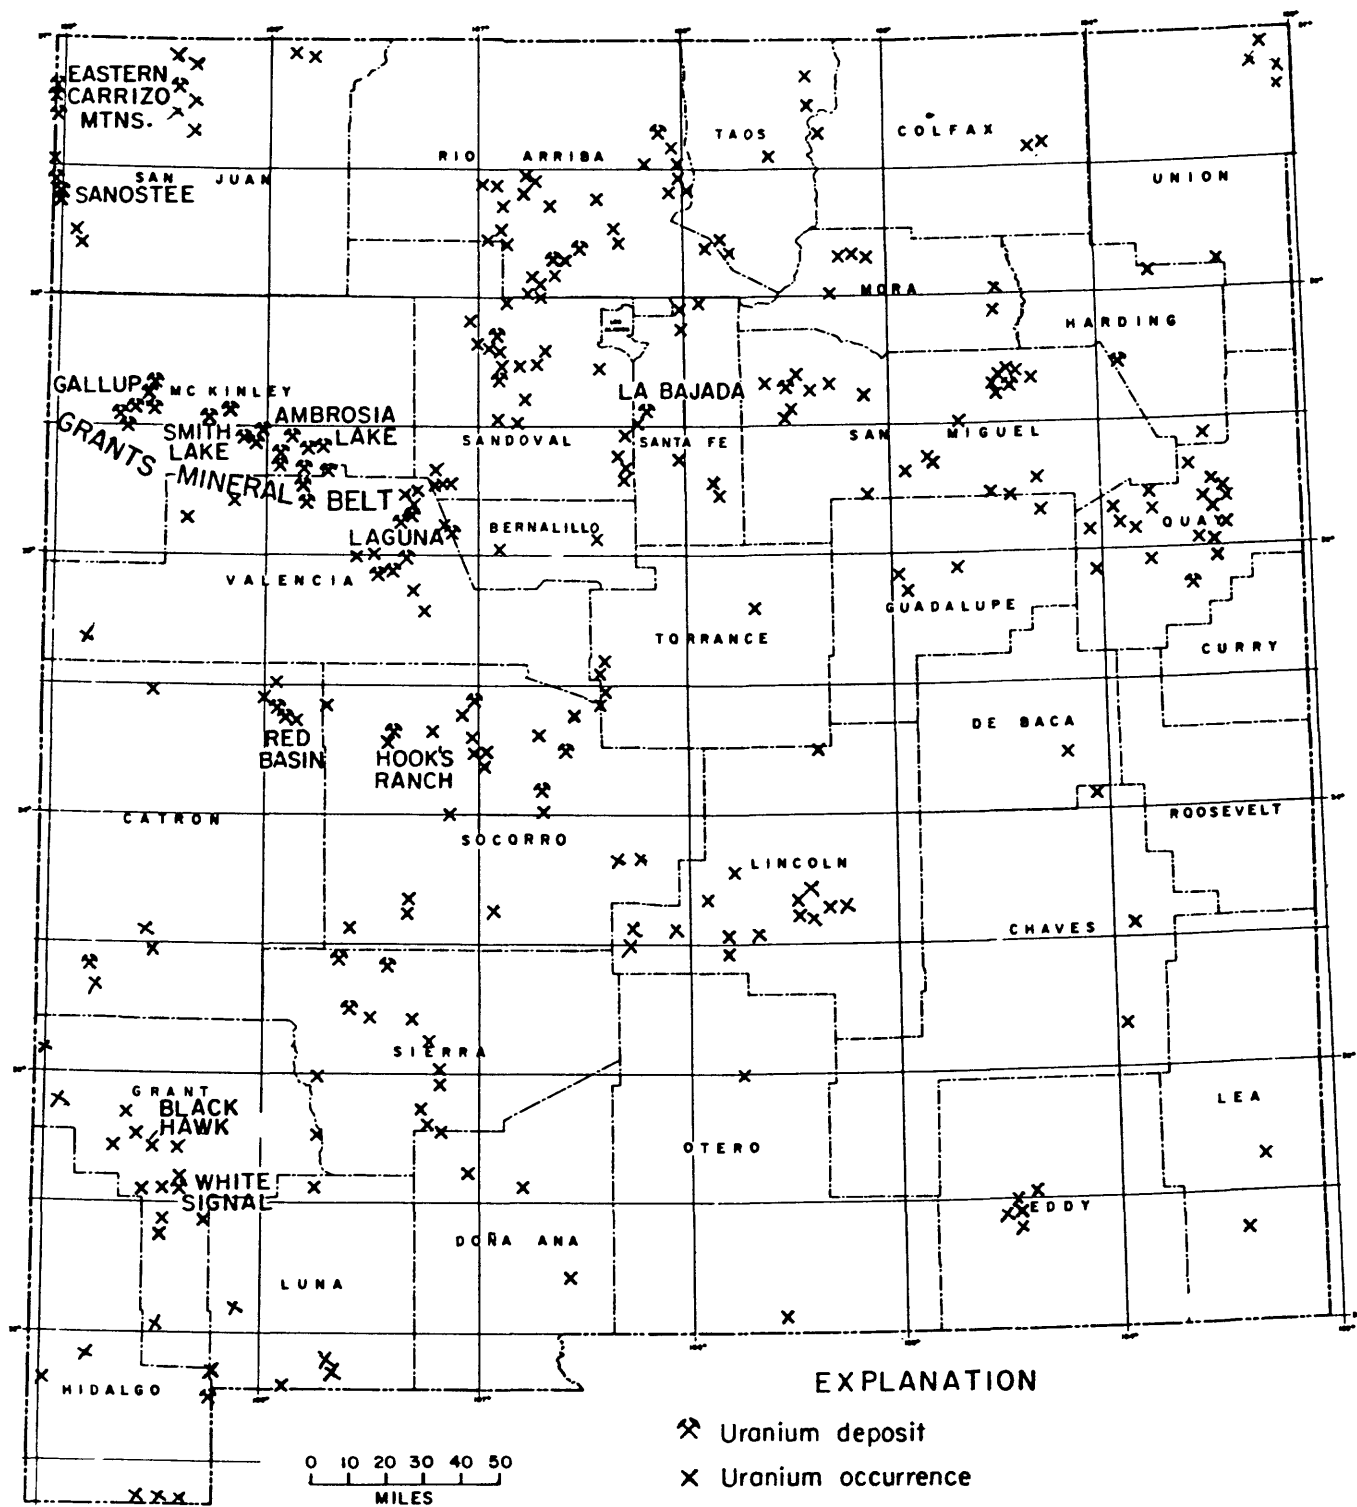 EASTERN
CARRIZO
MTNS.
TAOS
COLFAX
RIO ARRIBA
SAN JUAN
UNION
SANOSTEE
MORA
HARDING
GALLUP
MC KINLEY
LA BAJADA
AMBROSIA
LAKE
SMITH
LAKE
GRANTS MINERAL BELT
SANDOVAL
SANTA FE
SAN MIGUEL
BERNALILLO
QUAY
LAGUNA
VALENCIA
GUADALUPE
TORRANCE
CURRY
DE BACA
RED
BASIN
HOOK'S
RANCH
CATRON
SOCORRO
ROOSEVELT
LINCOLN
CHAVES
SIERRA
GRANT
BLACK
HAWK
LEA
OTERO
WHITE
SIGNAL
EDDY
DOÑA ANA
LUNA
HIDALGO
EXPLANATION
Uranium deposit
Uranium occurrence
0 10 20 30 40 50
MILES